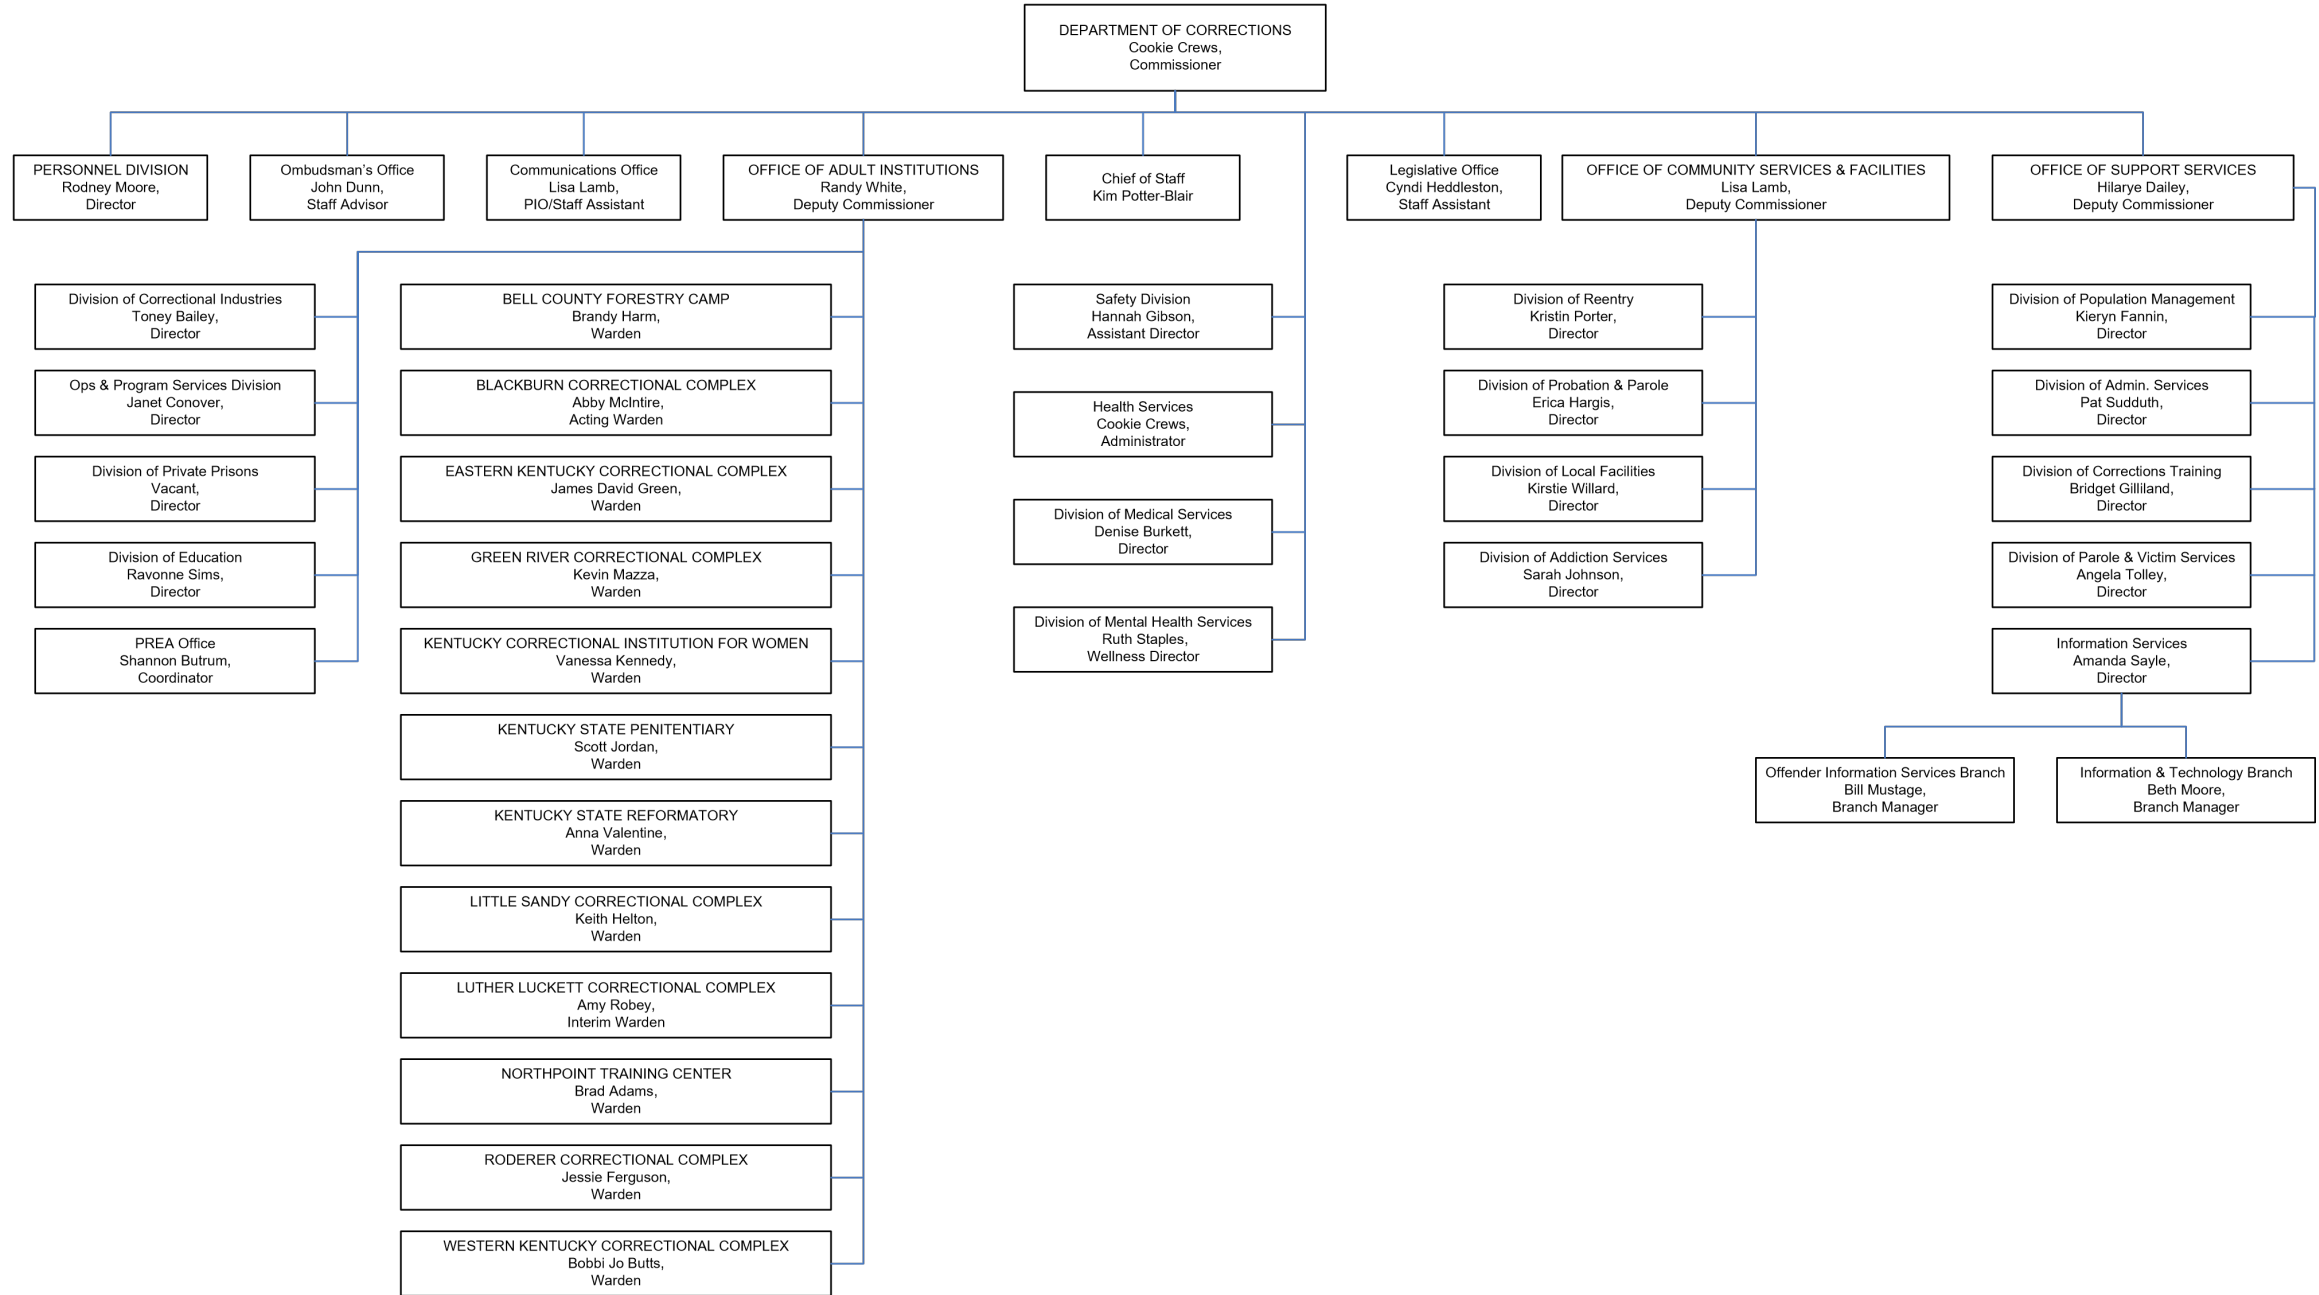 DEPARTMENT OF CORRECTIONS
Cookie Crews,
Commissioner
PERSONNEL DIVISION
Rodney Moore,
Director
Ombudsman’s Office
John Dunn,
Staff Advisor
Communications Office
Lisa Lamb,
PIO/Staff Assistant
OFFICE OF ADULT INSTITUTIONS
Randy White,
Deputy Commissioner
Chief of Staff
Kim Potter-Blair
Legislative Office
Cyndi Heddleston,
Staff Assistant
OFFICE OF COMMUNITY SERVICES & FACILITIES
Lisa Lamb,
Deputy Commissioner
OFFICE OF SUPPORT SERVICES
Hilarye Dailey,
Deputy Commissioner
Division of Correctional Industries
Toney Bailey,
Director
Ops & Program Services Division
Janet Conover,
Director
Division of Private Prisons
Vacant,
Director
Division of Education
Ravonne Sims,
Director
PREA Office
Shannon Butrum,
Coordinator
BELL COUNTY FORESTRY CAMP
Brandy Harm,
Warden
BLACKBURN CORRECTIONAL COMPLEX
Abby McIntire,
Acting Warden
EASTERN KENTUCKY CORRECTIONAL COMPLEX
James David Green,
Warden
GREEN RIVER CORRECTIONAL COMPLEX
Kevin Mazza,
Warden
KENTUCKY CORRECTIONAL INSTITUTION FOR WOMEN
Vanessa Kennedy,
Warden
KENTUCKY STATE PENITENTIARY
Scott Jordan,
Warden
KENTUCKY STATE REFORMATORY
Anna Valentine,
Warden
LITTLE SANDY CORRECTIONAL COMPLEX
Keith Helton,
Warden
LUTHER LUCKETT CORRECTIONAL COMPLEX
Amy Robey,
Interim Warden
NORTHPOINT TRAINING CENTER
Brad Adams,
Warden
RODERER CORRECTIONAL COMPLEX
Jessie Ferguson,
Warden
WESTERN KENTUCKY CORRECTIONAL COMPLEX
Bobbi Jo Butts,
Warden
Safety Division
Hannah Gibson,
Assistant Director
Health Services
Cookie Crews,
Administrator
Division of Medical Services
Denise Burkett,
Director
Division of Mental Health Services
Ruth Staples,
Wellness Director
Division of Reentry
Kristin Porter,
Director
Division of Probation & Parole
Erica Hargis,
Director
Division of Local Facilities
Kirstie Willard,
Director
Division of Addiction Services
Sarah Johnson,
Director
Division of Population Management
Kieryn Fannin,
Director
Division of Admin. Services
Pat Sudduth,
Director
Division of Corrections Training
Bridget Gilliland,
Director
Division of Parole & Victim Services
Angela Tolley,
Director
Information Services
Amanda Sayle,
Director
Offender Information Services Branch
Bill Mustage,
Branch Manager
Information & Technology Branch
Beth Moore,
Branch Manager